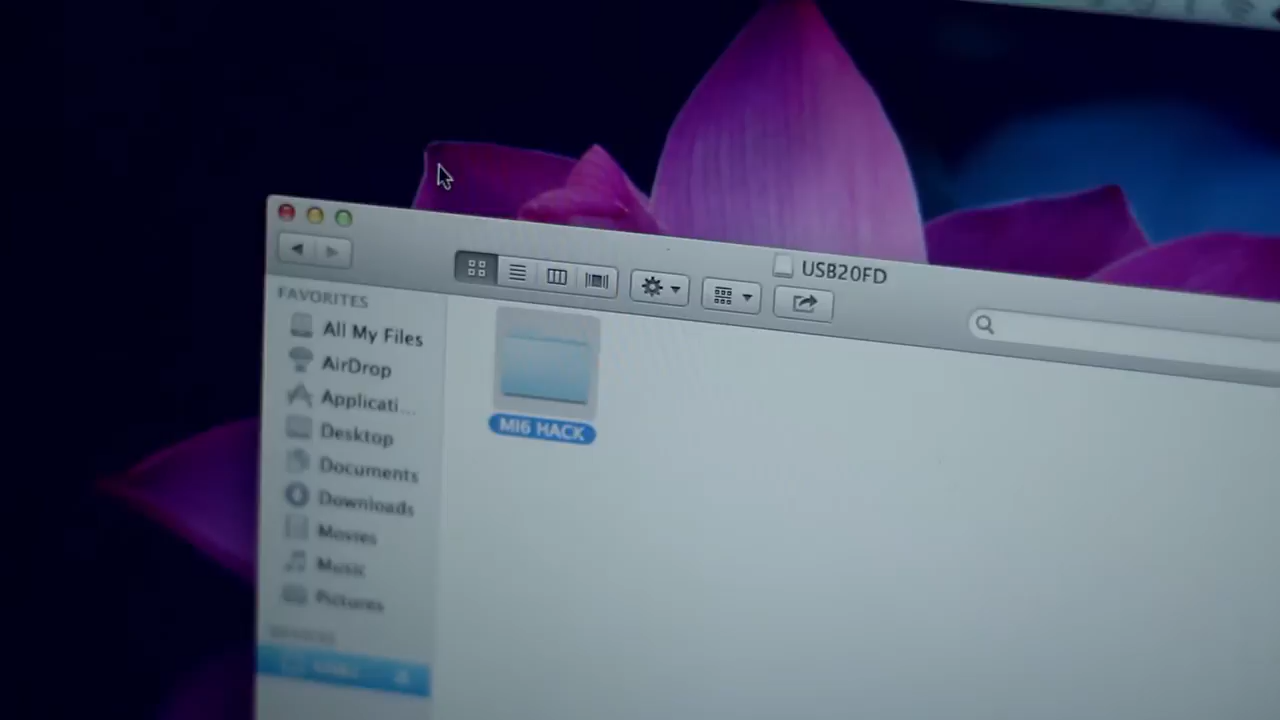 USB20FD
FAVORITES
All My Files
AirDrop
Applicati...
Desktop
Documents
Downloads
Movies
Music
Pictures
MI6 HACK